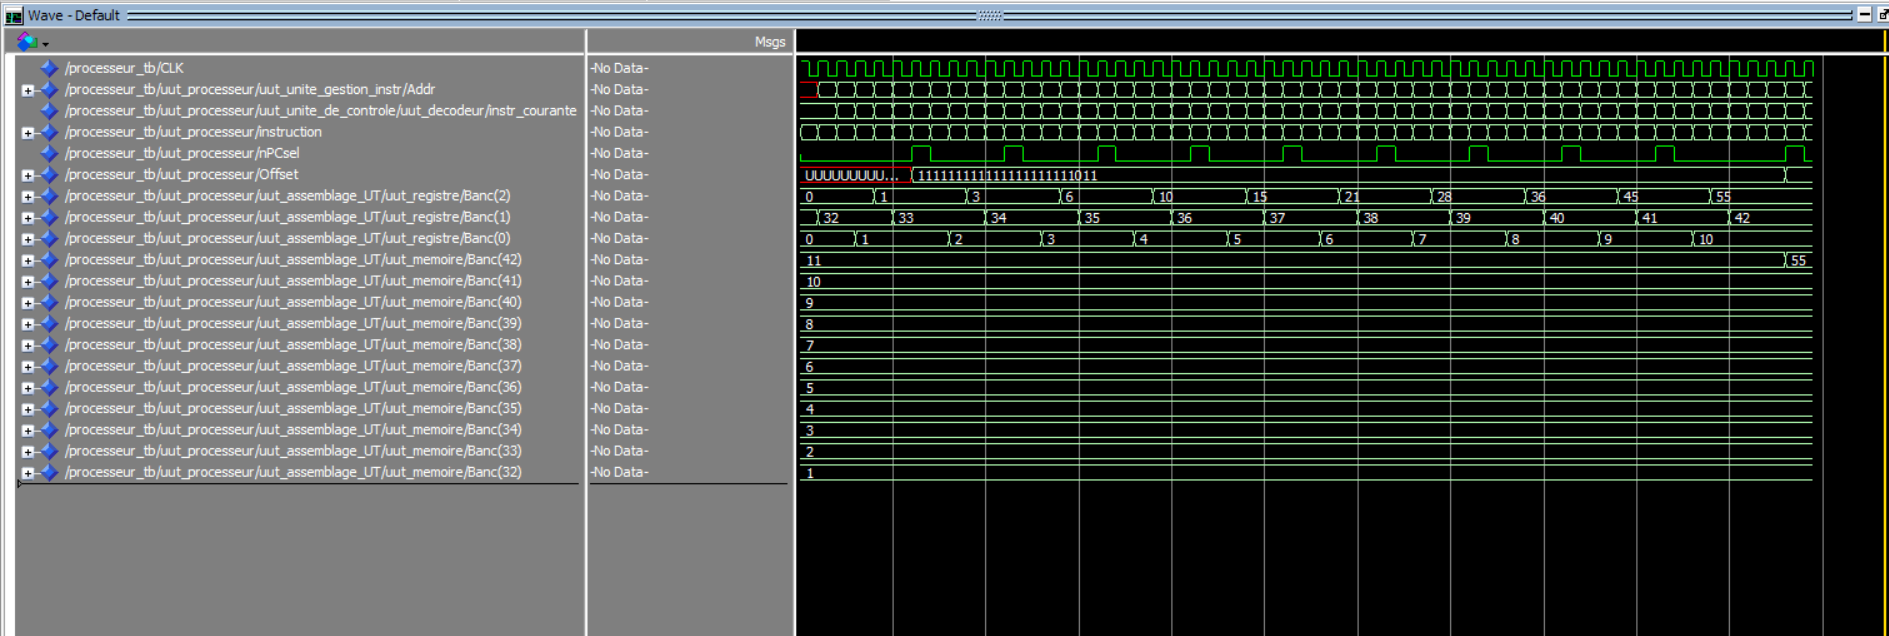 Wave - Default
Msgs
/processeur_tb/CLK -No Data-
/processeur_tb/uut_processeur/uut_unite_gestion_instr/Addr -No Data-
/processeur_tb/uut_processeur/uut_unite_de_controle/uut_decodeur/instr_courante -No Data-
/processeur_tb/uut_processeur/instruction -No Data-
/processeur_tb/uut_processeur/nPCsel -No Data-
/processeur_tb/uut_processeur/Offset -No Data- UUUUUUUUU... 111111111111111111111011
/processeur_tb/uut_processeur/uut_assemblage_UT/uut_registre/Banc(2) -No Data- 0 1 3 6 10 15 21 28 36 45 55
/processeur_tb/uut_processeur/uut_assemblage_UT/uut_registre/Banc(1) -No Data- 32 33 34 35 36 37 38 39 40 41 42
/processeur_tb/uut_processeur/uut_assemblage_UT/uut_registre/Banc(0) -No Data- 0 1 2 3 4 5 6 7 8 9 10
/processeur_tb/uut_processeur/uut_assemblage_UT/uut_memoire/Banc(42) -No Data- 11 55
/processeur_tb/uut_processeur/uut_assemblage_UT/uut_memoire/Banc(41) -No Data- 10
/processeur_tb/uut_processeur/uut_assemblage_UT/uut_memoire/Banc(40) -No Data- 9
/processeur_tb/uut_processeur/uut_assemblage_UT/uut_memoire/Banc(39) -No Data- 8
/processeur_tb/uut_processeur/uut_assemblage_UT/uut_memoire/Banc(38) -No Data- 7
/processeur_tb/uut_processeur/uut_assemblage_UT/uut_memoire/Banc(37) -No Data- 6
/processeur_tb/uut_processeur/uut_assemblage_UT/uut_memoire/Banc(36) -No Data- 5
/processeur_tb/uut_processeur/uut_assemblage_UT/uut_memoire/Banc(35) -No Data- 4
/processeur_tb/uut_processeur/uut_assemblage_UT/uut_memoire/Banc(34) -No Data- 3
/processeur_tb/uut_processeur/uut_assemblage_UT/uut_memoire/Banc(33) -No Data- 2
/processeur_tb/uut_processeur/uut_assemblage_UT/uut_memoire/Banc(32) -No Data- 1